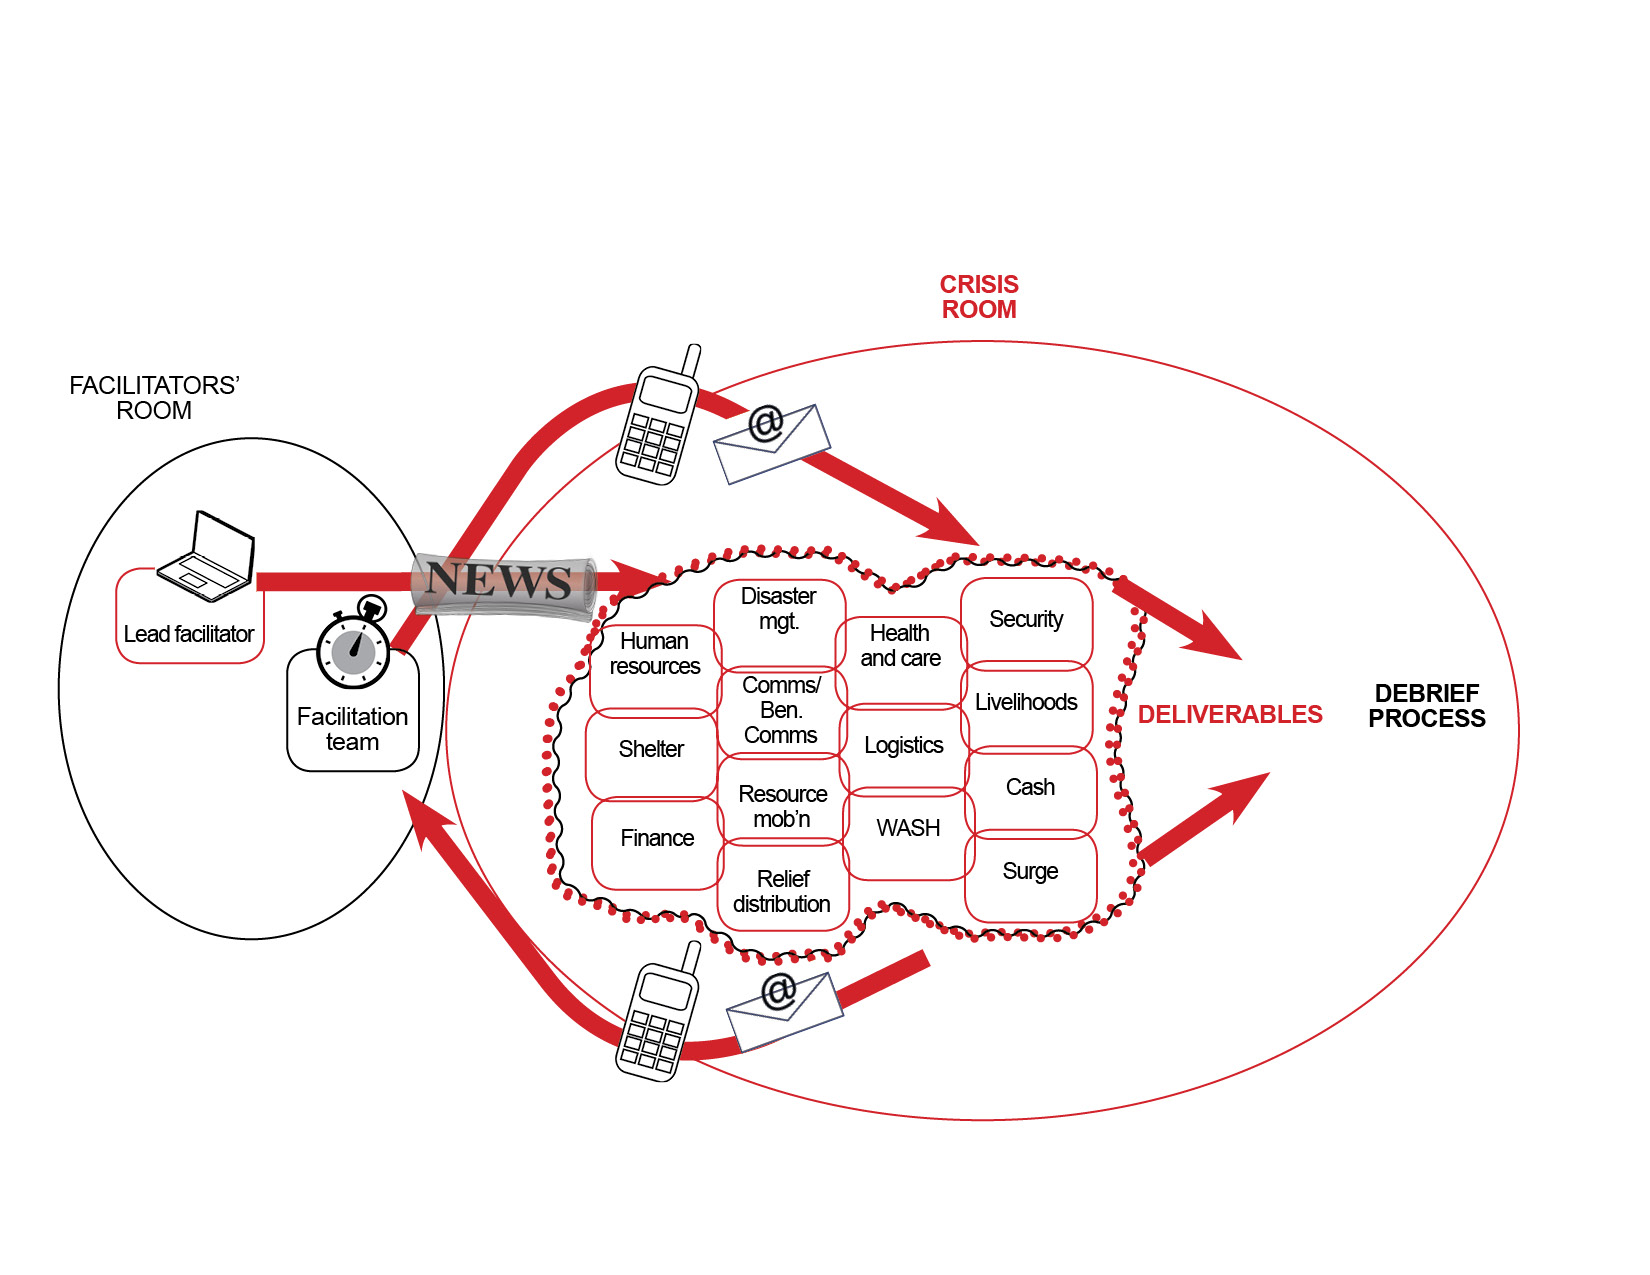 CRISIS
ROOM
FACILITATORS’
ROOM
@
NEWS
Lead facilitator
Facilitation
team
Disaster
mgt.
Human
resources
Health
and care
Security
Comms/
Ben.
Comms
Livelihoods
Shelter
Logistics
Resource
mob’n
Cash
Finance
WASH
Relief
distribution
Surge
DELIVERABLES
DEBRIEF
PROCESS
@